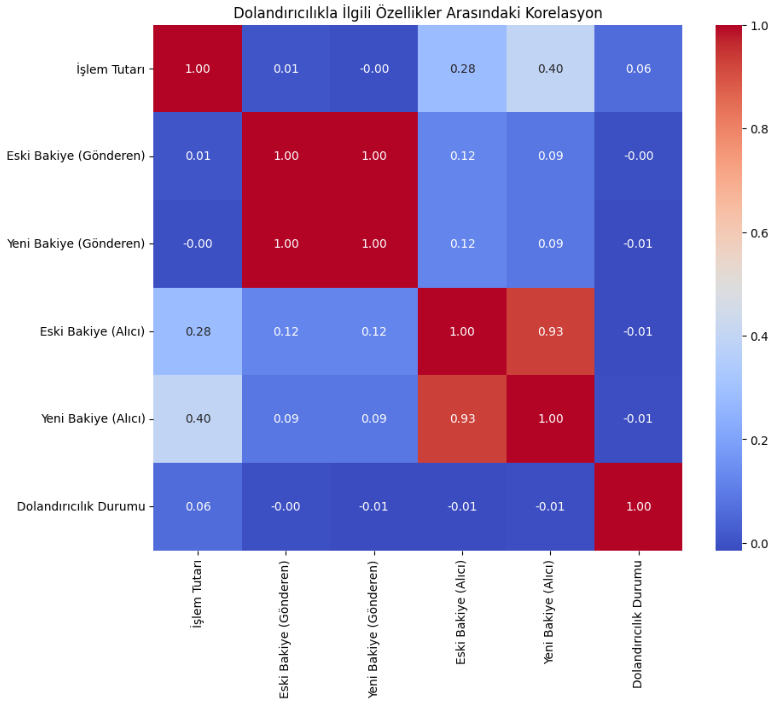 Dolandırıcılıkla İlgili Özellikler Arasındaki Korelasyon
İşlem Tutarı 1.00 0.01 -0.00 0.28 0.40 0.06
Eski Bakiye (Gönderen) 0.01 1.00 1.00 0.12 0.09 -0.00
Yeni Bakiye (Gönderen) -0.00 1.00 1.00 0.12 0.09 -0.01
Eski Bakiye (Alıcı) 0.28 0.12 0.12 1.00 0.93 -0.01
Yeni Bakiye (Alıcı) 0.40 0.09 0.09 0.93 1.00 -0.01
Dolandırıcılık Durumu 0.06 -0.00 -0.01 -0.01 -0.01 1.00
İşlem Tutarı
Eski Bakiye (Gönderen)
Yeni Bakiye (Gönderen)
Eski Bakiye (Alıcı)
Yeni Bakiye (Alıcı)
Dolandırıcılık Durumu
1.0
0.8
0.6
0.4
0.2
0.0